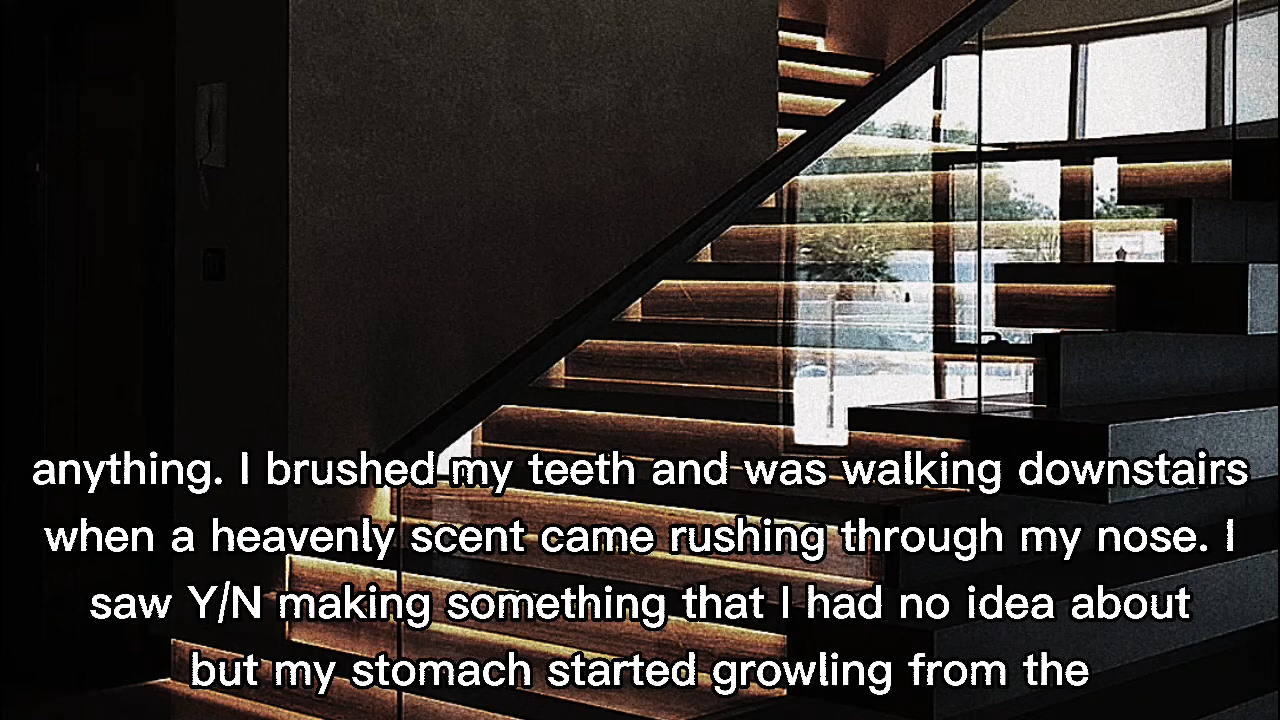 anything. I brushed my teeth and was walking downstairs
when a heavenly scent came rushing through my nose. I
saw Y/N making something that I had no idea about
but my stomach started growling from the